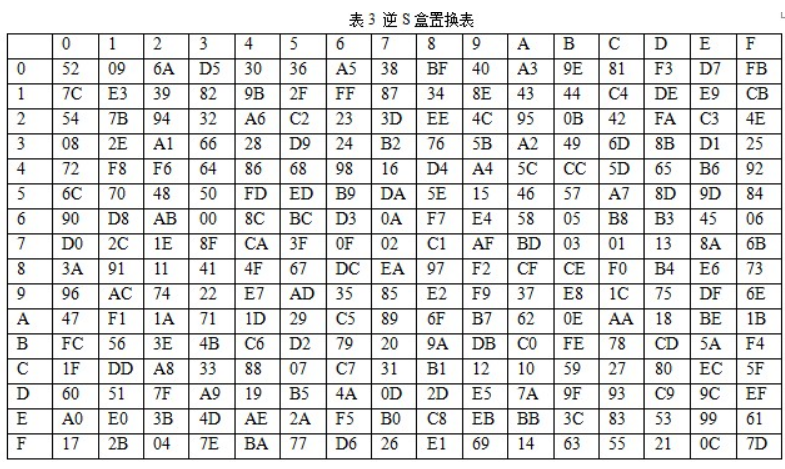 表 3 逆 S 盒置换表
0 1 2 3 4 5 6 7 8 9 A B C D E F
0 52 09 6A D5 30 36 A5 38 BF 40 A3 9E 81 F3 D7 FB
1 7C E3 39 82 9B 2F FF 87 34 8E 43 44 C4 DE E9 CB
2 54 7B 94 32 A6 C2 23 3D EE 4C 95 0B 42 FA C3 4E
3 08 2E A1 66 28 D9 24 B2 76 5B A2 49 6D 8B D1 25
4 72 F8 F6 64 86 68 98 16 D4 A4 5C CC 5D 65 B6 92
5 6C 70 48 50 FD ED B9 DA 5E 15 46 57 A7 8D 9D 84
6 90 D8 AB 00 8C BC D3 0A F7 E4 58 05 B8 B3 45 06
7 D0 2C 1E 8F CA 3F 0F 02 C1 AF BD 03 01 13 8A 6B
8 3A 91 11 41 4F 67 DC EA 97 F2 CF CE F0 B4 E6 73
9 96 AC 74 22 E7 AD 35 85 E2 F9 37 E8 1C 75 DF 6E
A 47 F1 1A 71 1D 29 C5 89 6F B7 62 0E AA 18 BE 1B
B FC 56 3E 4B C6 D2 79 20 9A DB C0 FE 78 CD 5A F4
C 1F DD A8 33 88 07 C7 31 B1 12 10 59 27 80 EC 5F
D 60 51 7F A9 19 B5 4A 0D 2D E5 7A 9F 93 C9 9C EF
E A0 E0 3B 4D AE 2A F5 B0 C8 EB BB 3C 83 53 99 61
F 17 2B 04 7E BA 77 D6 26 E1 69 14 63 55 21 0C 7D